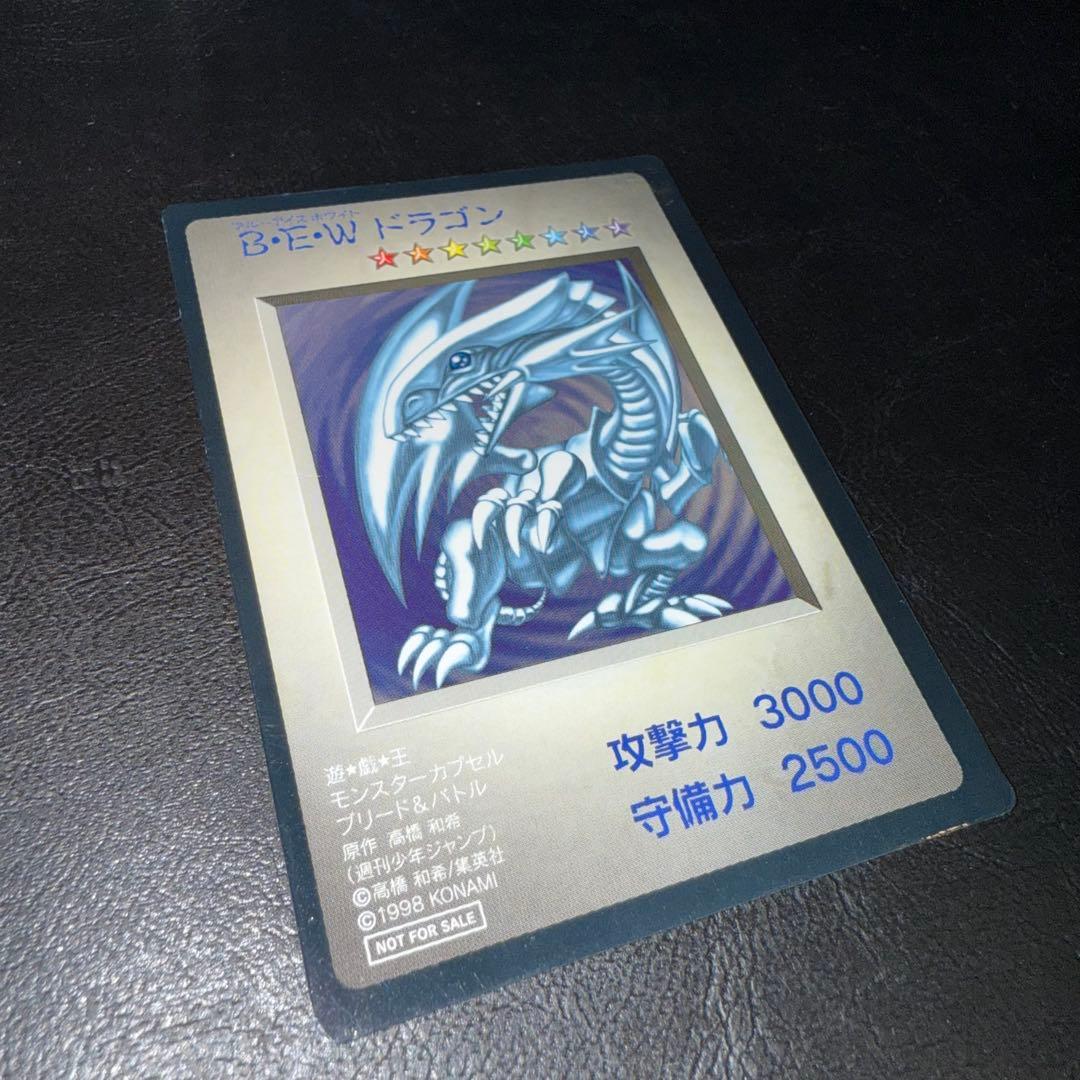 ブルーアイズ ホワイト
B・E・W ドラゴン
攻撃力 3000
守備力 2500
遊★戯★王
モンスターカプセル
ブリード&バトル
原作 高橋 和希
(週刊少年ジャンプ)
©高橋 和希/集英社
©1998 KONAMI
NOT FOR SALE